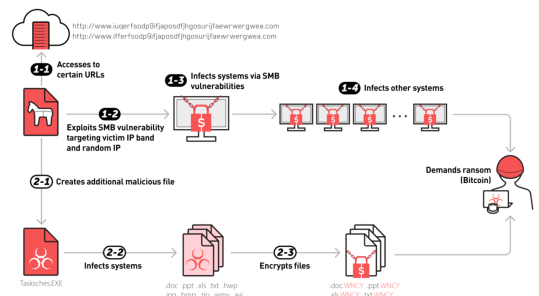 http://www.iuqerfsodp9ifjaposdfjhgosurijfaewrwergwea.com
http://www.ifferfsodp9ifjaposdfjhgosurijfaewrwergwea.com
1-1 Accesses to
certain URLs
1-2
Exploits SMB vulnerability
targeting victim IP band
and random IP
1-3 Infects systems via SMB
vulnerabilities
$
1-4 Infects other systems
$ $ $ ... $
Demands ransom
(Bitcoin)
2-1 Creates additional malicious file
Tasksches.EXE
2-2
Infects systems
.doc .ppt .xls .txt .hwp
2-3
Encrypts files
$
.doc.WNCY .ppt.WNCY